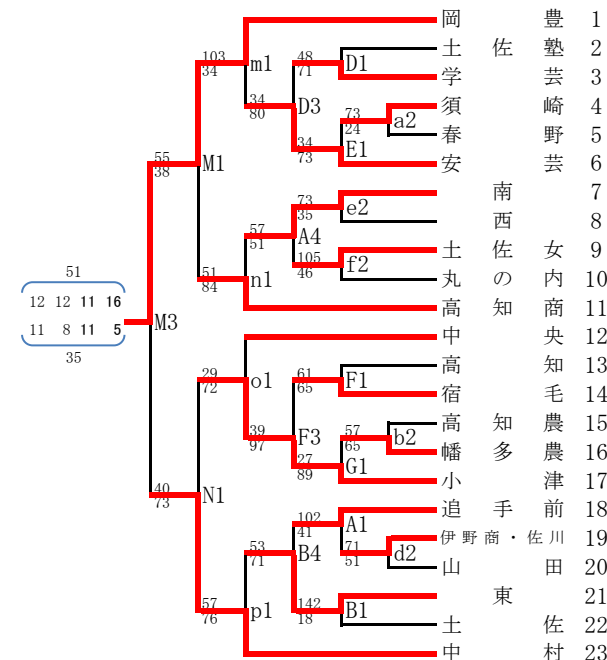 岡 豊 1
103
34
m1
48
71
D1
土 佐 塾 2
学 芸 3
34
80
D3
73
24
a2
須 崎 4
春 野 5
34
73
E1
安 芸 6
55
38
M1
73
35
e2
南 7
西 8
57
51
A4
105
46
f2
土 佐 女 9
丸 の 内 10
51
84
n1
高 知 商 11
51
12 12 11 16
11 8 11 5
35
M3
中 央 12
29
72
o1
61
65
F1
高 知 13
宿 毛 14
39
97
F3
57
65
b2
高 知 農 15
幡 多 農 16
27
89
G1
小 津 17
40
73
N1
102
41
A1
追 手 前 18
71
51
d2
伊野商・佐川 19
山 田 20
53
71
B4
142
18
B1
東 21
土 佐 22
57
76
p1
中 村 23